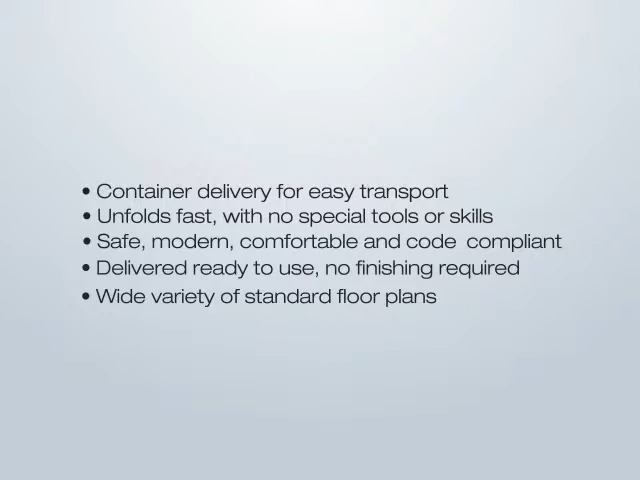 • Container delivery for easy transport
• Unfolds fast, with no special tools or skills
• Safe, modern, comfortable and code  compliant
• Delivered ready to use, no finishing required
• Wide variety of standard floor plans